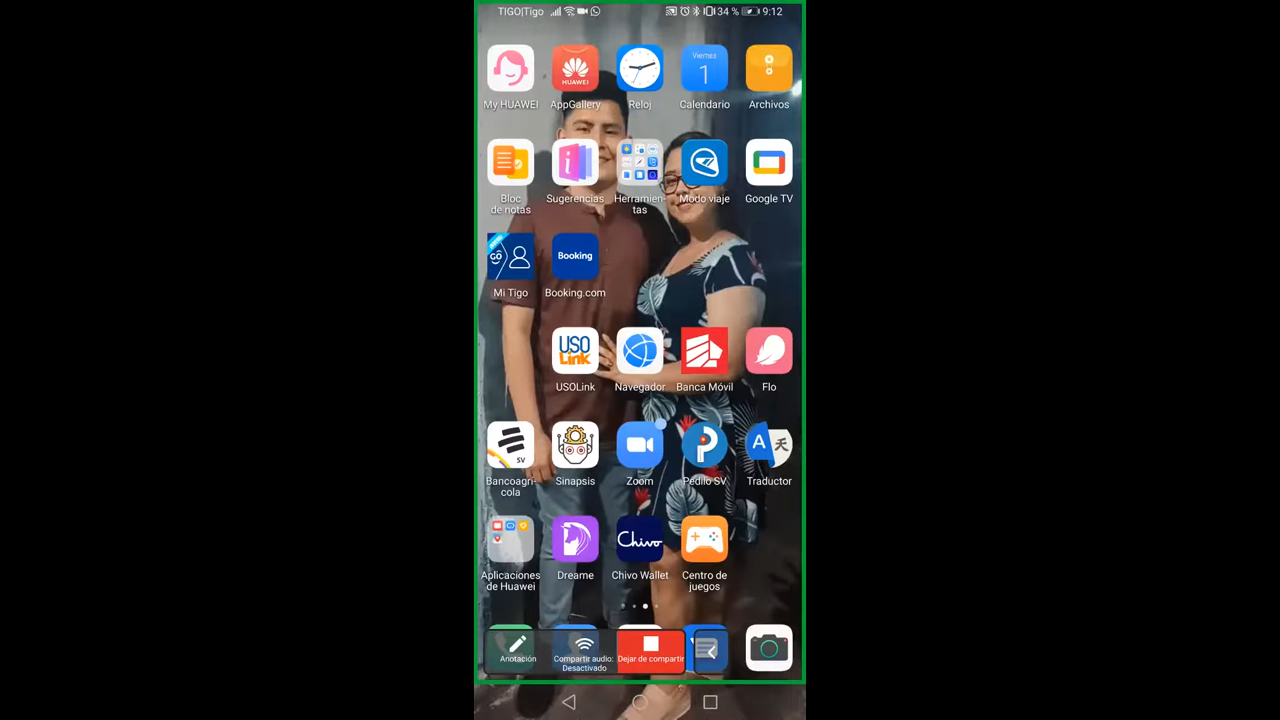 TIGO|Tigo
34 % 9:12
Viernes
1
HUAWEI
My HUAWEI AppGallery Reloj Calendario Archivos
Bloc
de notas
Sugerencias
Herramien-
tas
Modo viaje Google TV
Booking
Mi Tigo Booking.com
USO
Link
USOLink Navegador Banca Móvil Flo
SV
A
Bancoagrí-
cola
Sinapsis Zoom Pedilo SV Traductor
Chivo
Aplicaciones
de Huawei
Dreame Chivo Wallet
Centro de
juegos
Anotación
Compartir audio:
Desactivado
Dejar de compartir